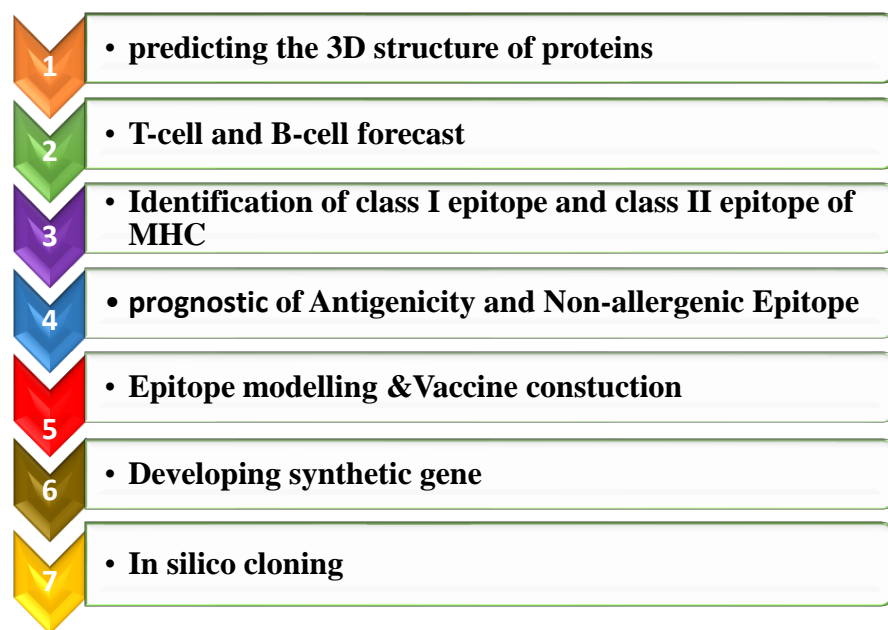 1
• predicting the 3D structure of proteins
2
• T-cell and B-cell forecast
3
• Identification of class I epitope and class II epitope of
MHC
4
• prognostic of Antigenicity and Non-allergenic Epitope
5
• Epitope modelling &Vaccine constuction
6
• Developing synthetic gene
7
• In silico cloning